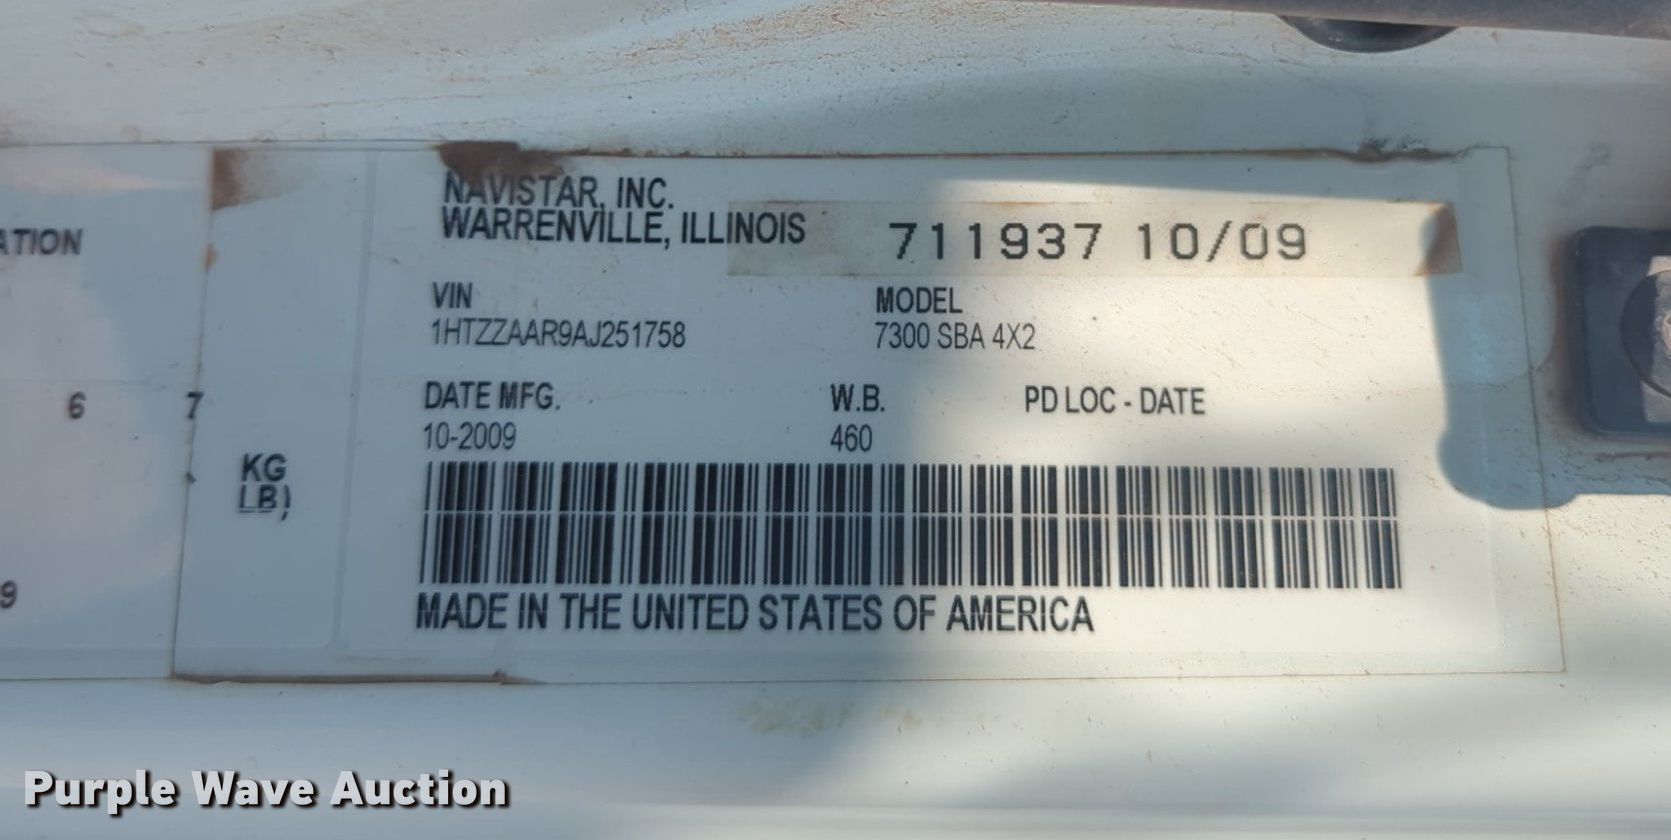 NAVISTAR, INC.
WARRENVILLE, ILLINOIS
711937 10/09
ATION
VIN
1HTZZAAR9AJ251758
MODEL
7300 SBA 4X2
6 7
DATE MFG.
10-2009
W.B.
460
PD LOC - DATE
KG
LB)
9
MADE IN THE UNITED STATES OF AMERICA
Purple Wave Auction